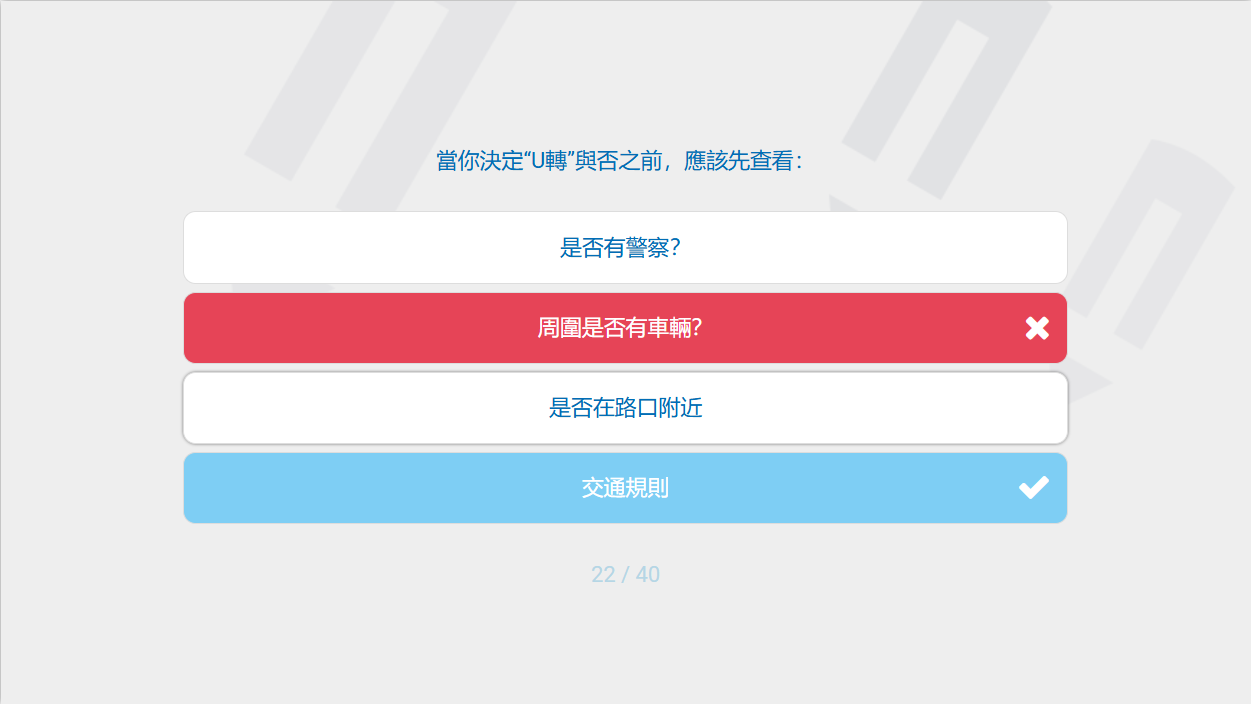 當你決定“U轉”與否之前，應該先查看：
是否有警察？
周圍是否有車輛？
是否在路口附近
交通規則
22 / 40